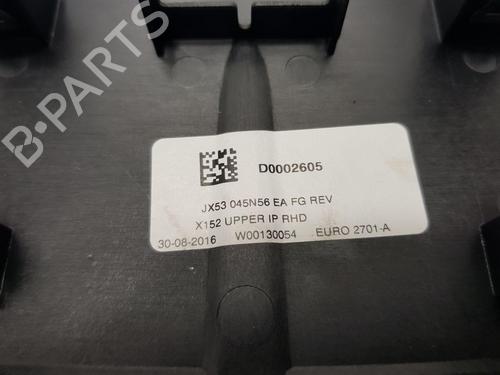 B-PARTS
D0002605
JX53 045N56 EA FG REV
X152 UPPER IP RHD
30-08-2016 W00130054 EURO 2701-A